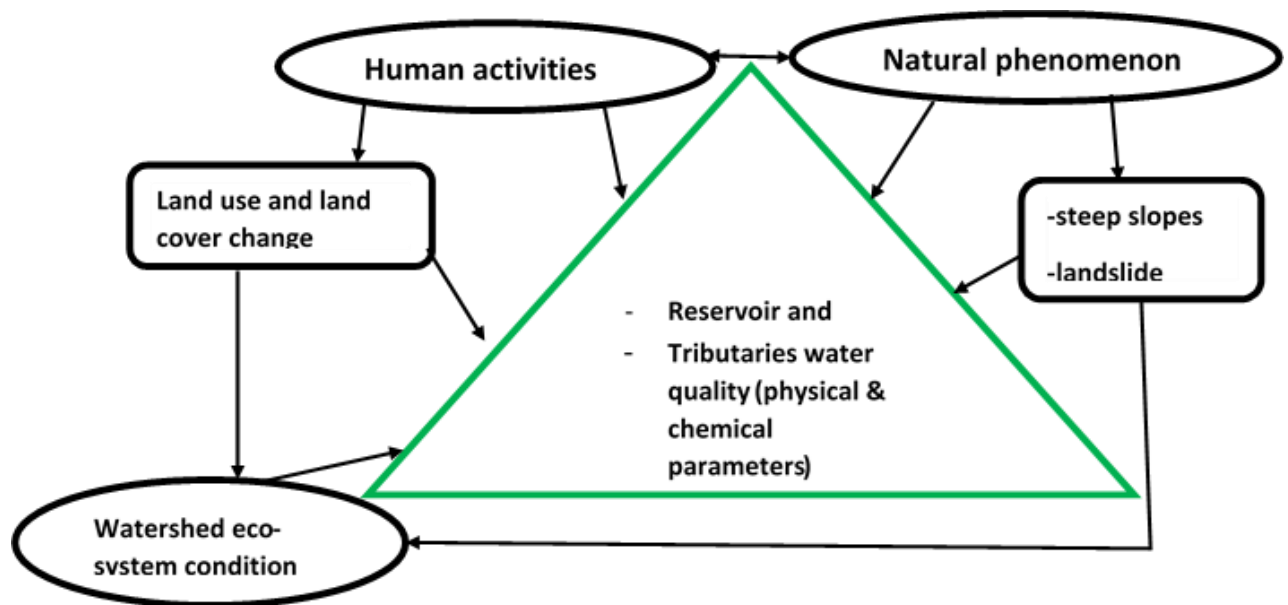 Human activities
Natural phenomenon
Land use and land
cover change
-steep slopes
-landslide
- Reservoir and
- Tributaries water
quality (physical &
chemical
parameters)
Watershed eco-
system condition